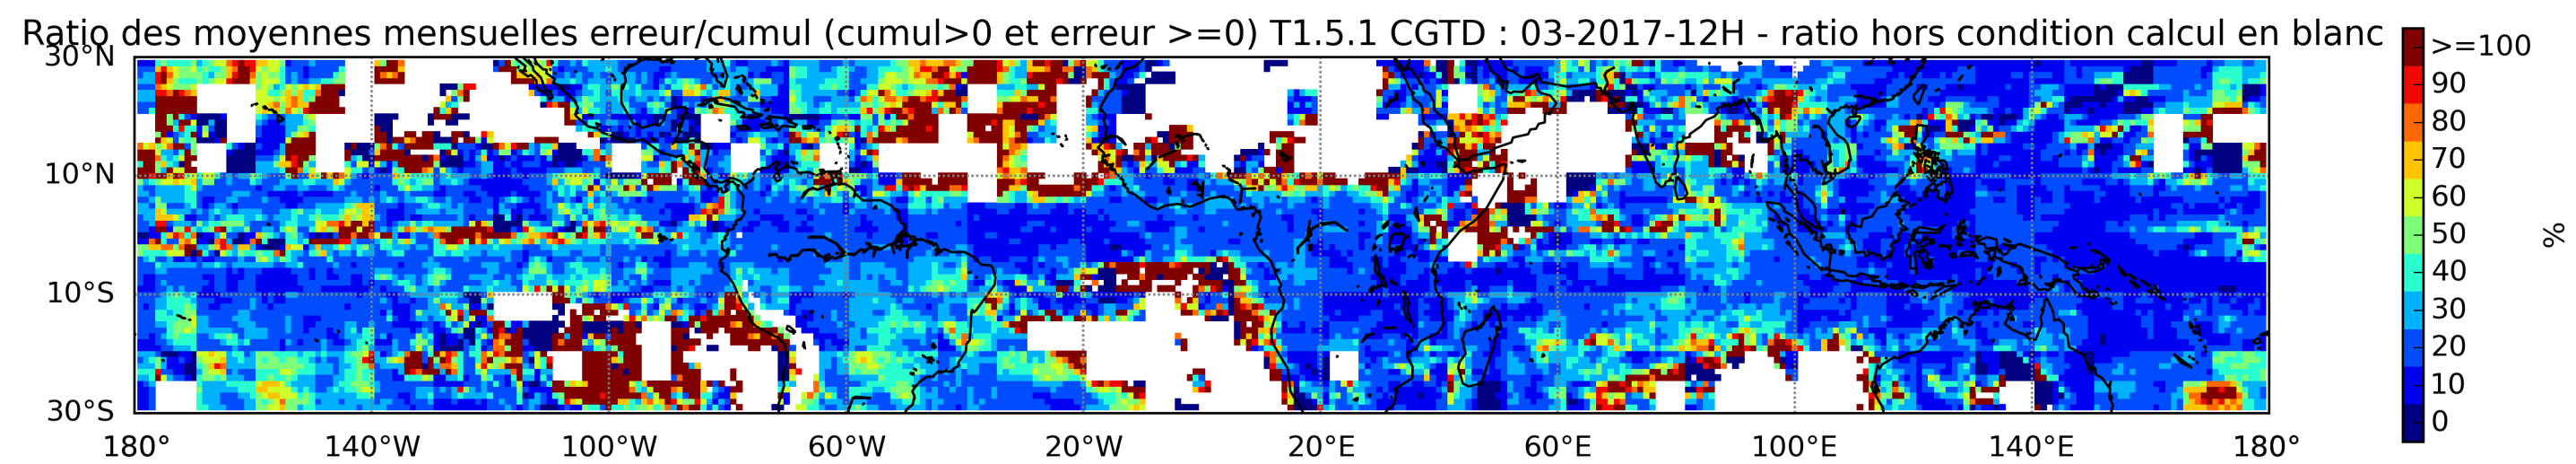 Ratio des moyennes mensuelles erreur/cumul (cumul>0 et erreur >=0) T1.5.1 CGTD : 03-2017-12H - ratio hors condition calcul en blanc
30°N
10°N
10°S
30°S
180° 140°W 100°W 60°W 20°W 20°E 60°E 100°E 140°E 180°
>=100
90
80
70
60
50
40
30
20
10
0
%